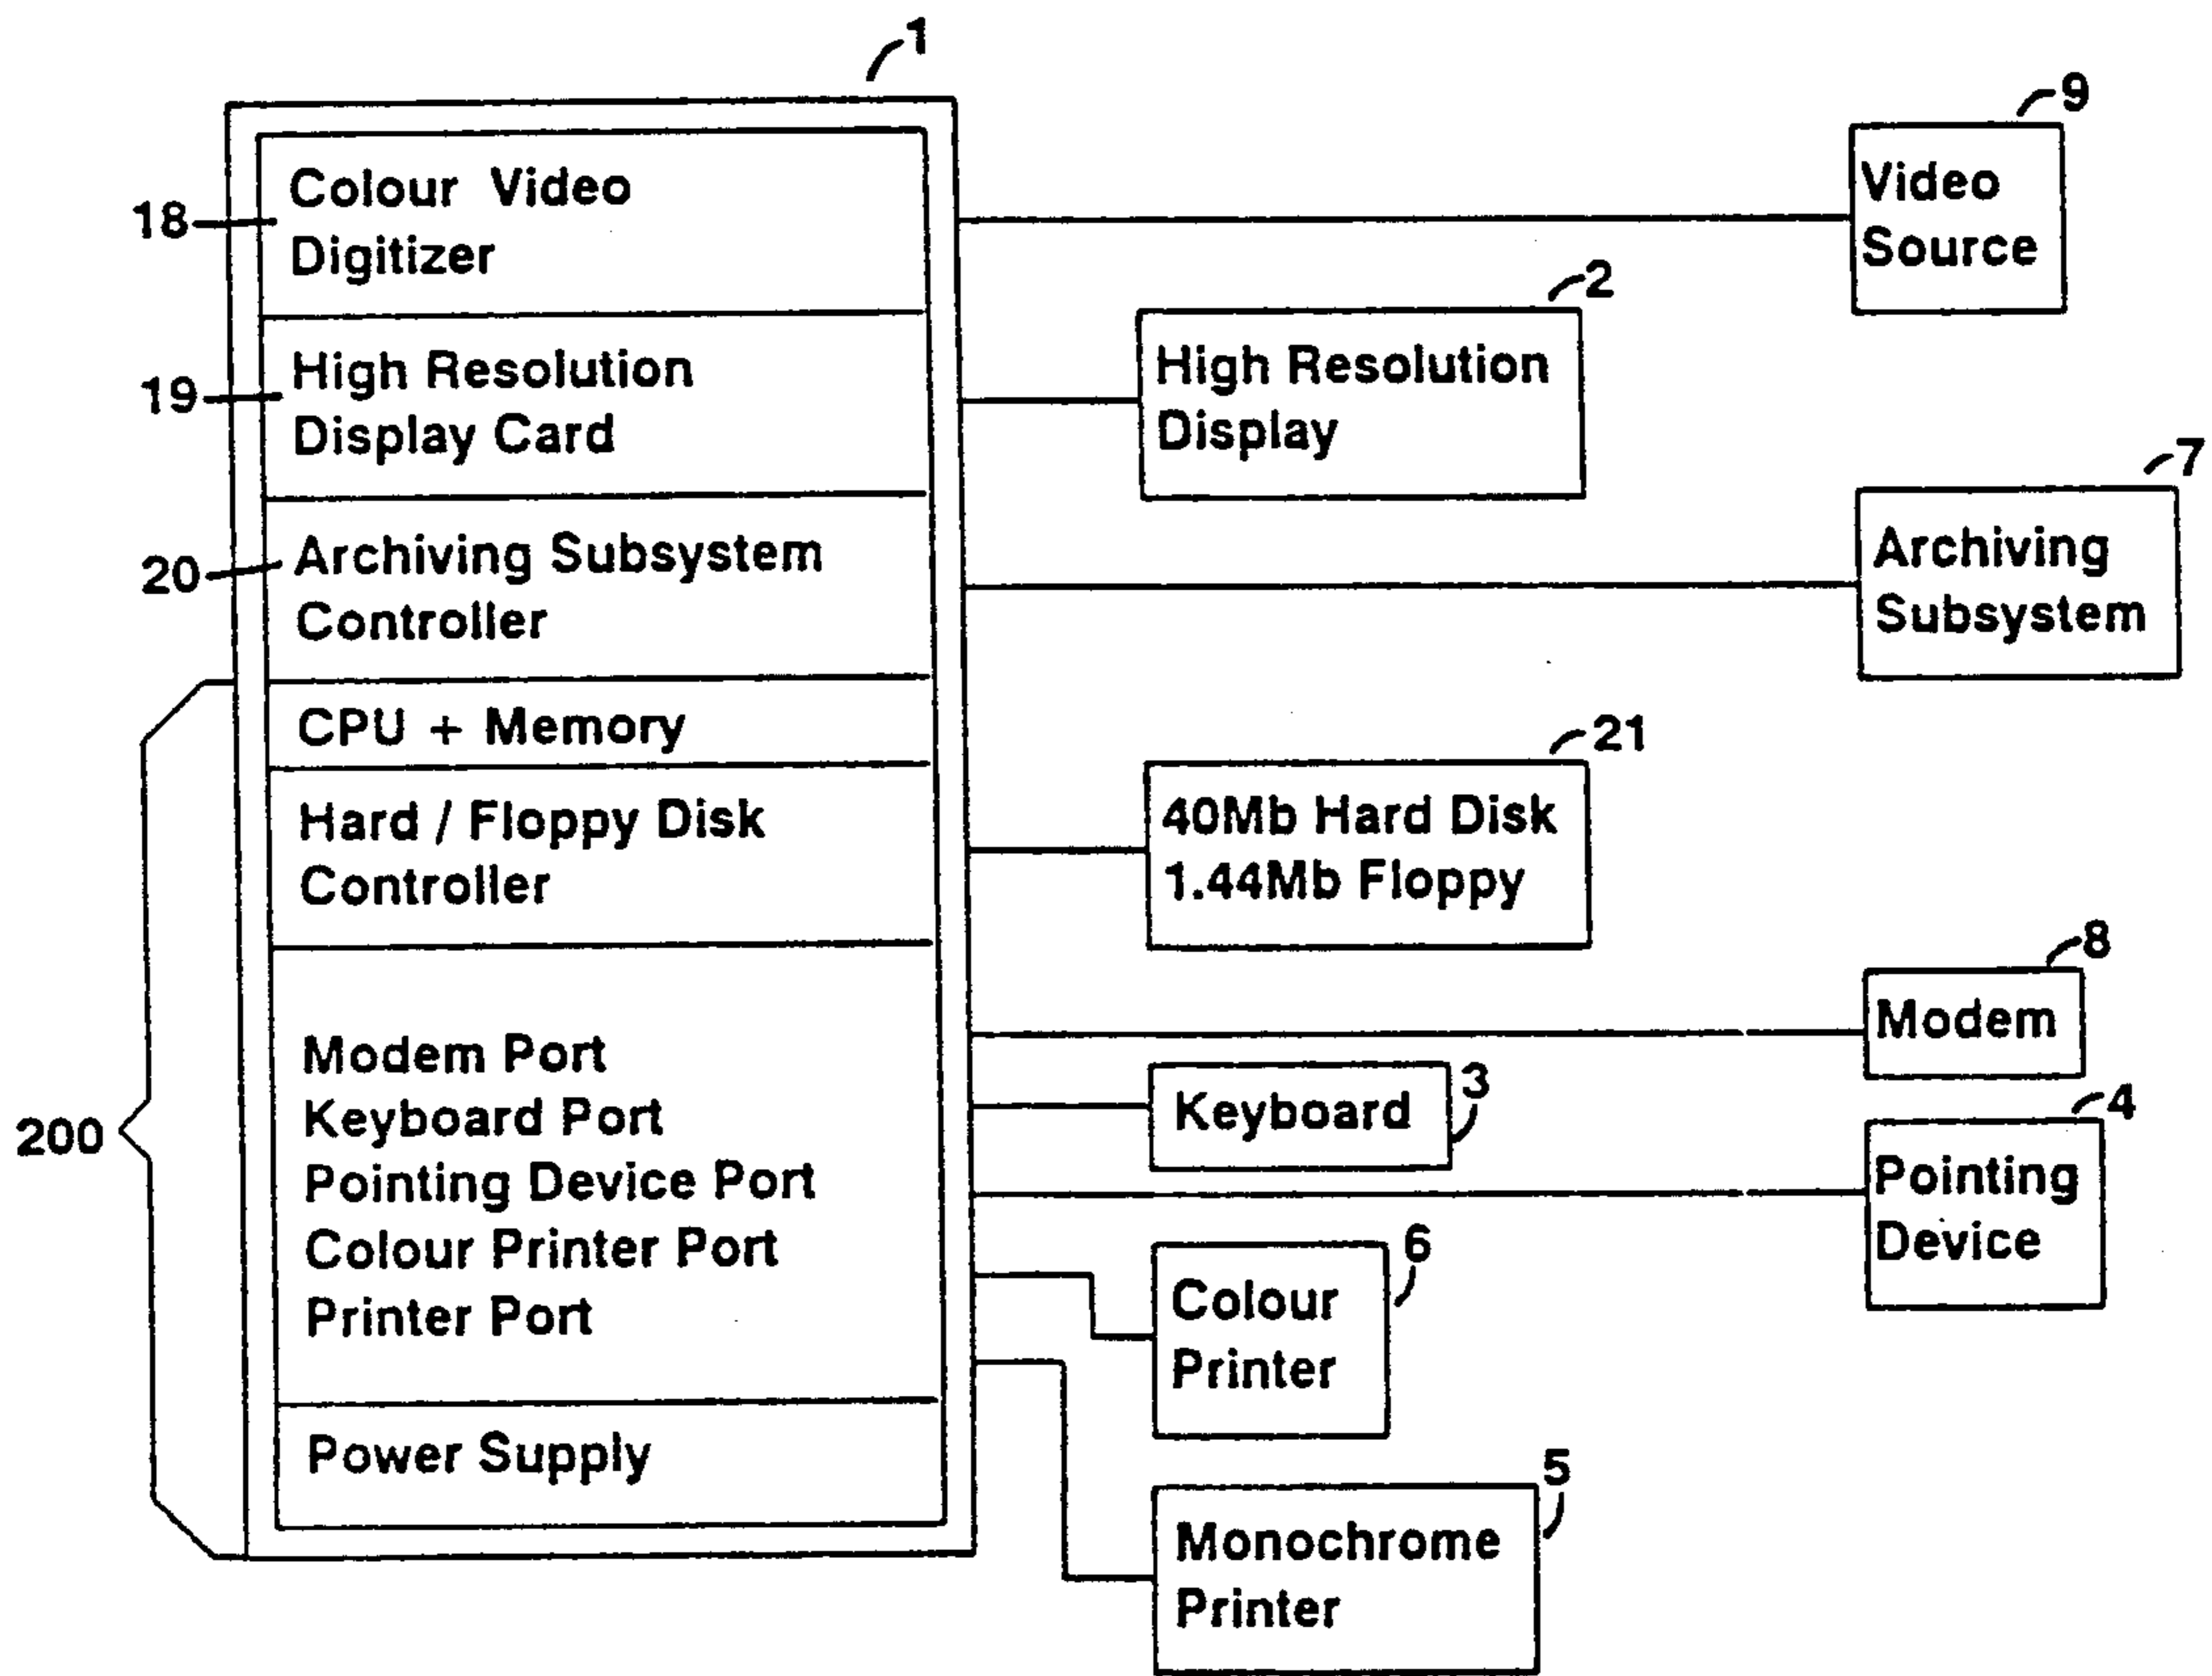 1
18
Colour Video
Digitizer
19
High Resolution
Display Card
20
Archiving Subsystem
Controller
200
CPU + Memory
Hard / Floppy Disk
Controller
Modem Port
Keyboard Port
Pointing Device Port
Colour Printer Port
Printer Port
Power Supply
9
Video
Source
2
High Resolution
Display
7
Archiving
Subsystem
21
40Mb Hard Disk
1.44Mb Floppy
8
Modem
3
Keyboard
4
Pointing
Device
6
Colour
Printer
5
Monochrome
Printer